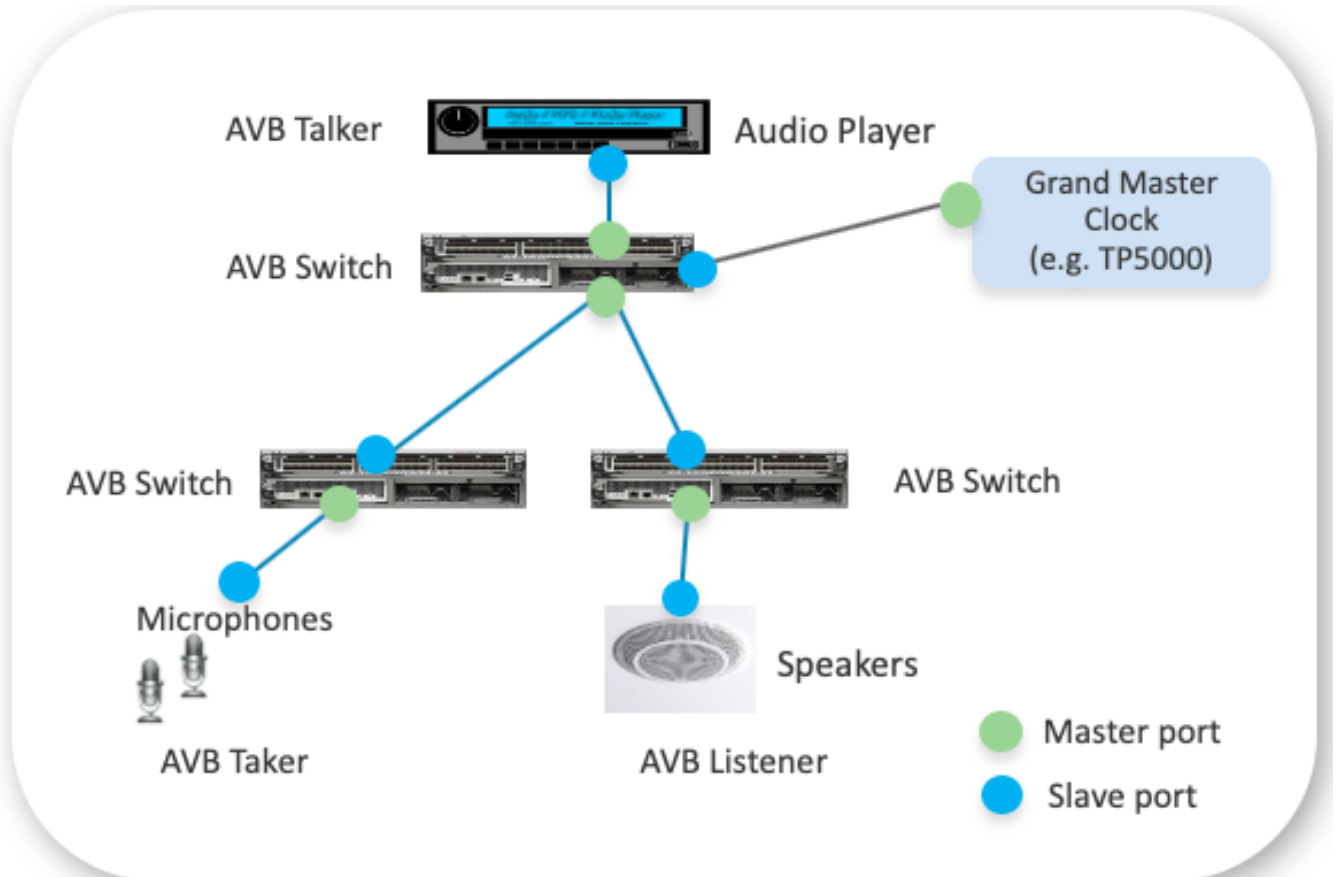 AVB Talker
Audio Player
Grand Master
Clock
(e.g. TP5000)
AVB Switch
AVB Switch
AVB Switch
Microphones
Speakers
AVB Taker
AVB Listener
Master port
Slave port